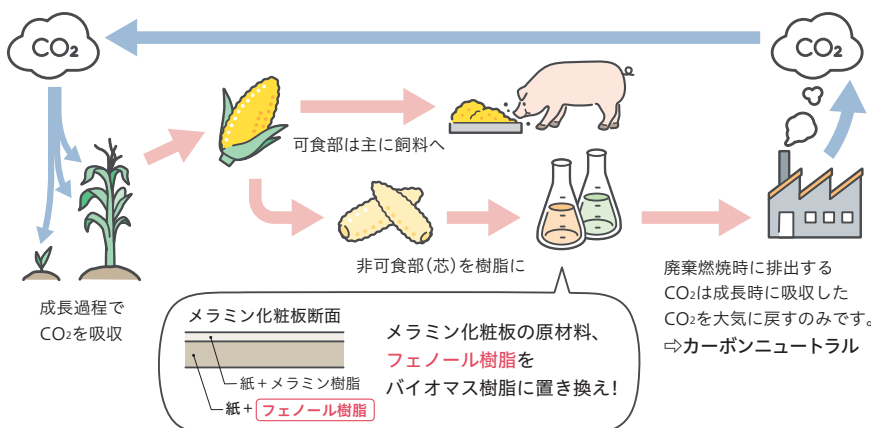 CO₂
CO₂
可食部は主に飼料へ
非可食部(芯)を樹脂に
成長過程で
CO₂を吸収
廃棄燃焼時に排出する
CO₂は成長時に吸収した
CO₂を大気に戻すのみです。
⇨カーボンニュートラル
メラミン化粧板断面
紙+メラミン樹脂
紙+フェノール樹脂
メラミン化粧板の原材料、
フェノール樹脂を
バイオマス樹脂に置き換え!